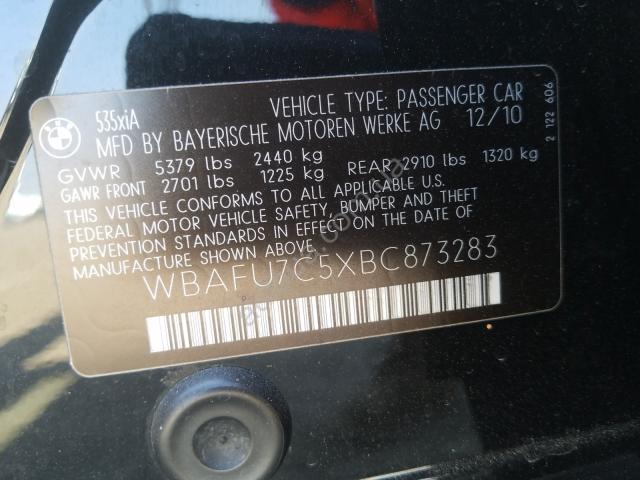 BMW
535xiA
VEHICLE TYPE: PASSENGER CAR
MFD BY BAYERISCHE MOTOREN WERKE AG 12/10
GVWR 5379 lbs 2440 kg
GAWR FRONT 2701 lbs 1225 kg REAR 2910 lbs 1320 kg
THIS VEHICLE CONFORMS TO ALL APPLICABLE U.S.
FEDERAL MOTOR VEHICLE SAFETY, BUMPER AND THEFT
PREVENTION STANDARDS IN EFFECT ON THE DATE OF
MANUFACTURE SHOWN ABOVE.
WBAFU7C5XBC873283
2 122 606